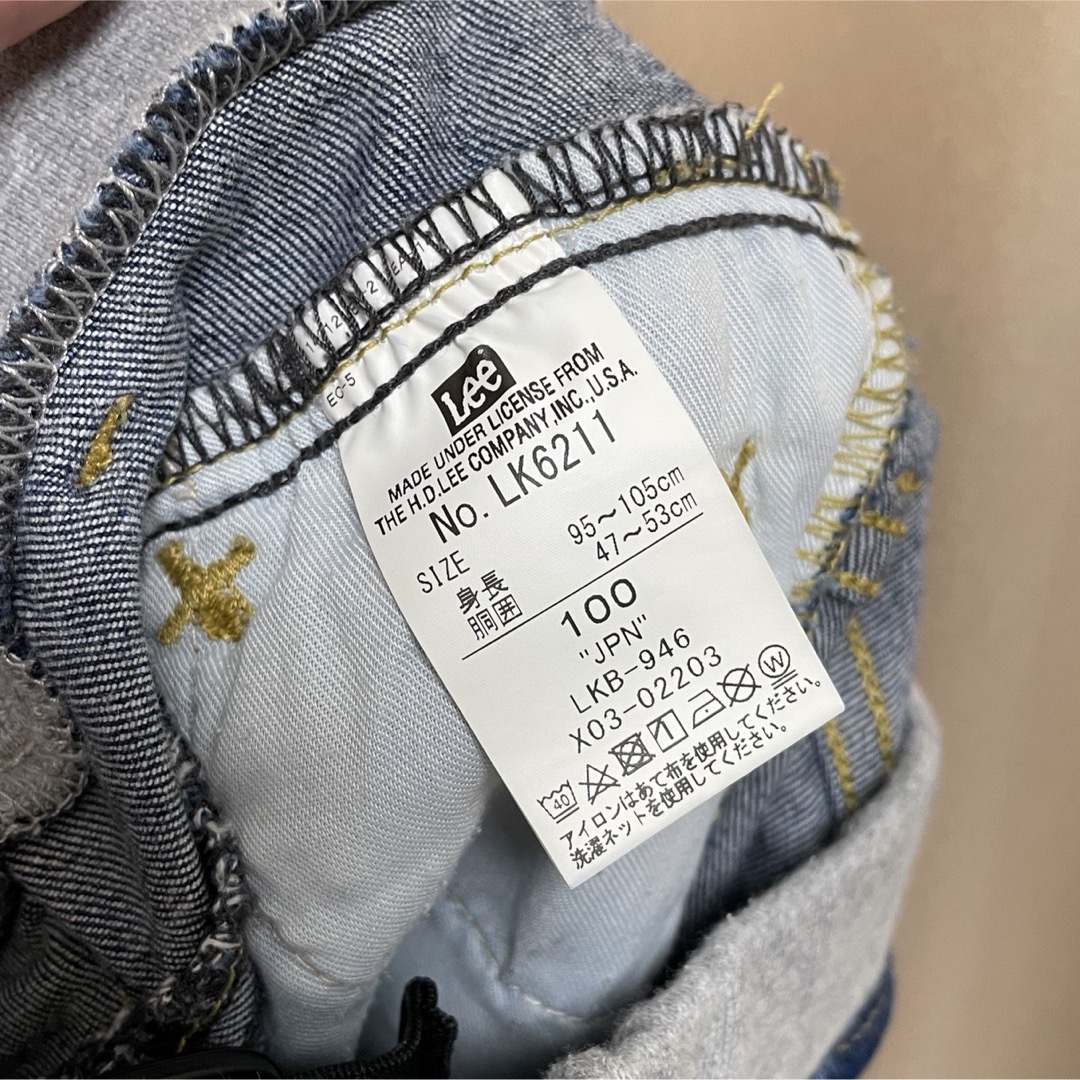 EC-5
Lee
MADE UNDER LICENSE FROM
THE H.D.LEE COMPANY,INC.,U.S.A.
No. LK6211
SIZE
身長 95～105cm
胴囲 47～53cm
100
"JPN"
LKB-946
X03-02203
40
W
アイロンはあて布を使用してください。
洗濯ネットを使用してください。